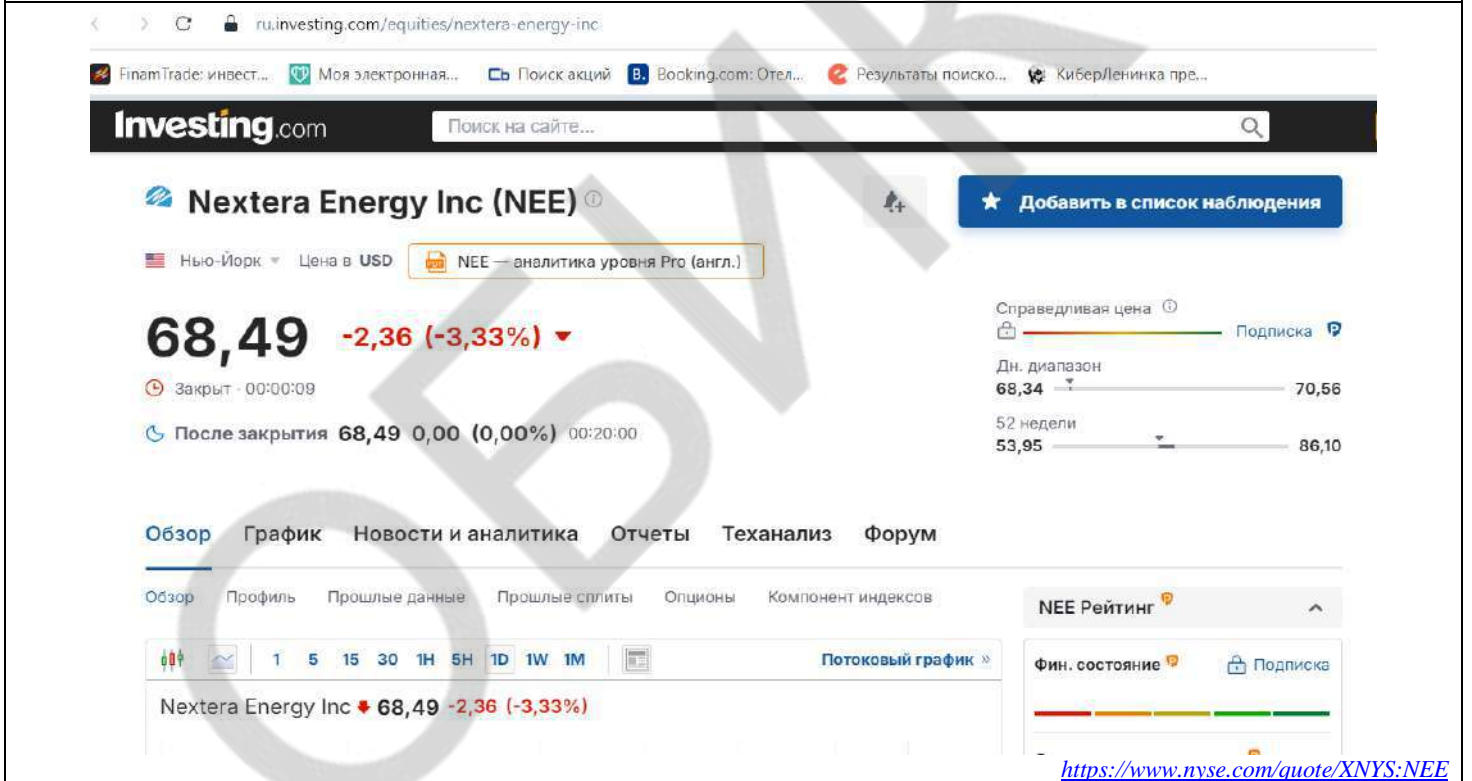 ru.investing.com/equities/nextera-energy-inc
FinamTrade: инвест... Моя электронная... Сь Поиск акций B. Booking.com: Отел... Результаты поиско... КиберЛенинка пре...
Investing.com Поиск на сайте...
Nextera Energy Inc (NEE)
Добавить в список наблюдения
Нью-Йорк Цена в USD NEE — аналитика уровня Pro (англ.)
68,49 -2,36 (-3,33%)
Справедливая цена
Подписка
Закрыт · 00:00:09
Дн. диапазон
68,34 70,56
После закрытия 68,49 0,00 (0,00%) 00:20:00
52 недели
53,95 86,10
Обзор График Новости и аналитика Отчеты Теханализ Форум
Обзор Профиль Прошлые данные Прошлые сплиты Опционы Компонент индексов
NEE Рейтинг
1 5 15 30 1H 5H 1D 1W 1M Потоковый график »
Фин. состояние Подписка
Nextera Energy Inc 68,49 -2,36 (-3,33%)
https://www.nyse.com/quote/XNYS:NEE
ОБИК